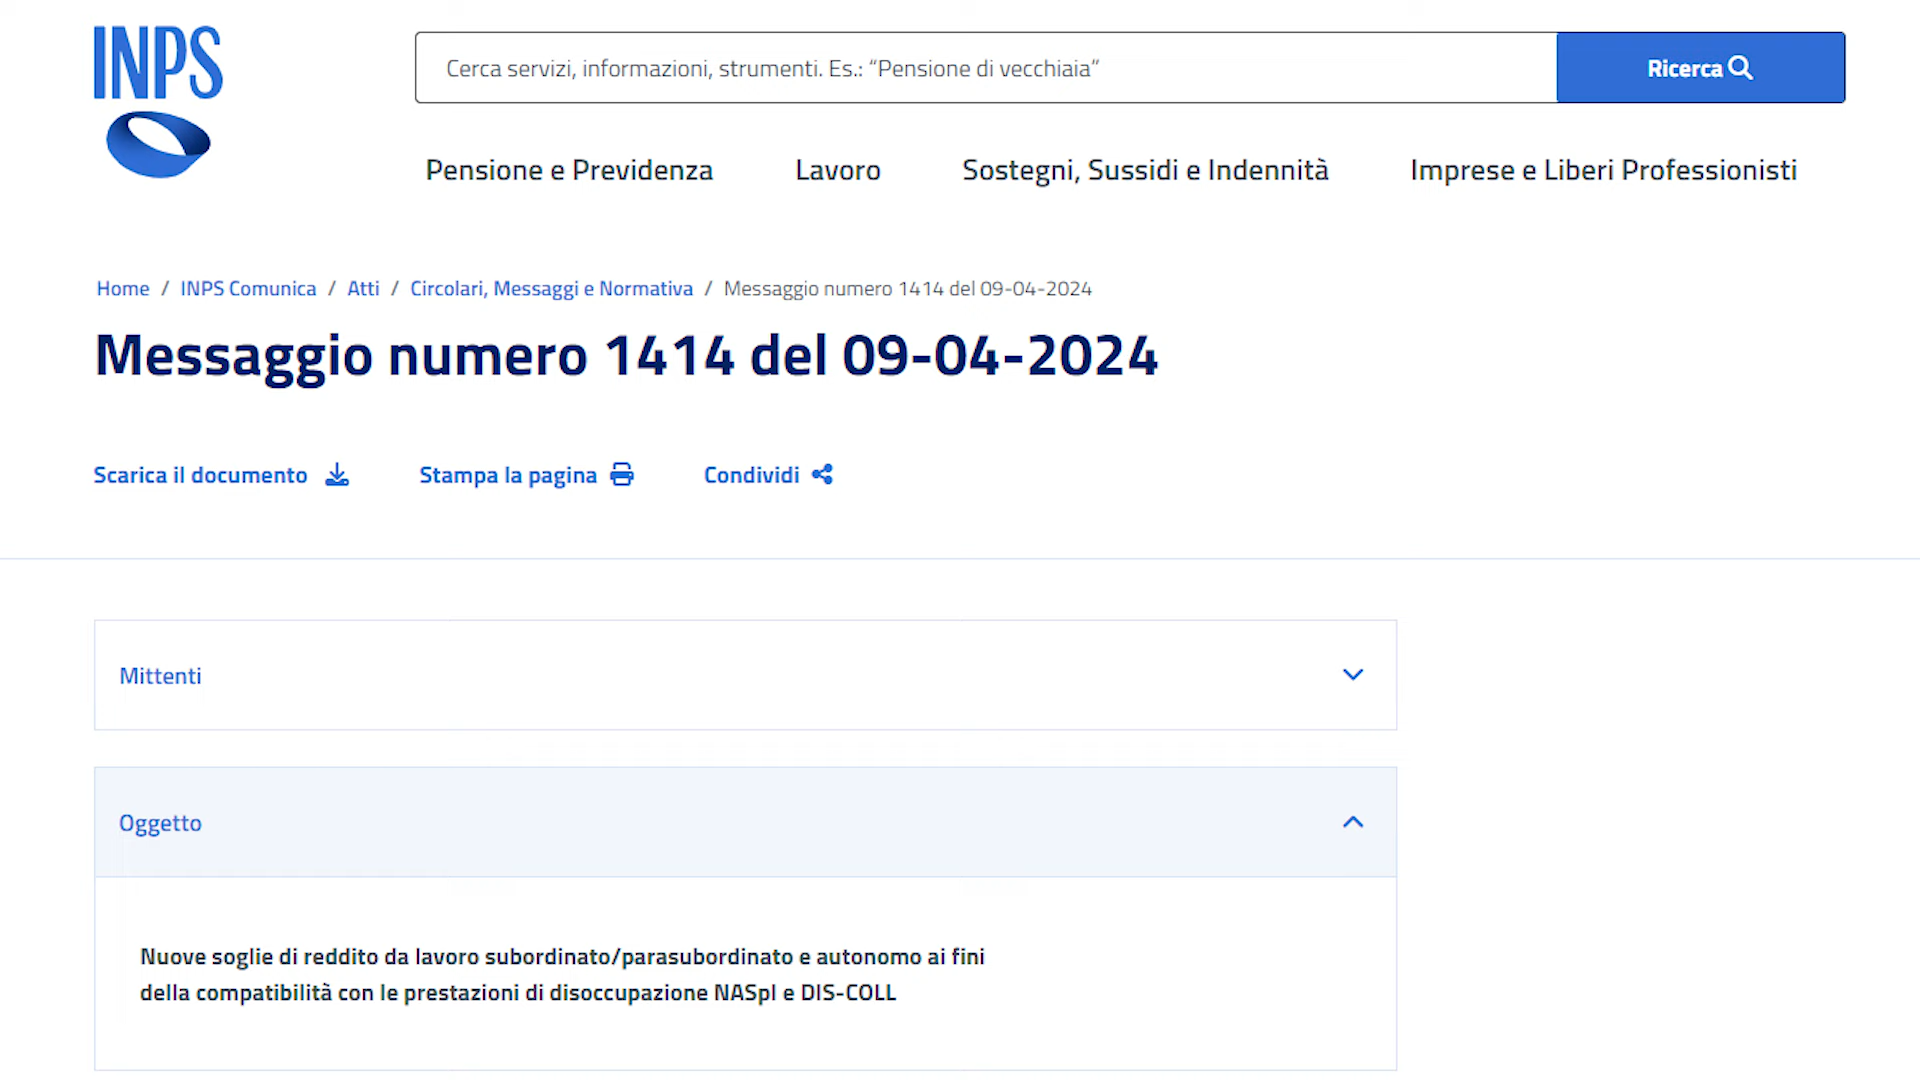 INPS
Cerca servizi, informazioni, strumenti. Es.: “Pensione di vecchiaia”
Ricerca
Pensione e Previdenza Lavoro Sostegni, Sussidi e Indennità Imprese e Liberi Professionisti
Home / INPS Comunica / Atti / Circolari, Messaggi e Normativa / Messaggio numero 1414 del 09-04-2024
Messaggio numero 1414 del 09-04-2024
Scarica il documento Stampa la pagina Condividi
Mittenti
Oggetto
Nuove soglie di reddito da lavoro subordinato/parasubordinato e autonomo ai fini
della compatibilità con le prestazioni di disoccupazione NASpI e DIS-COLL